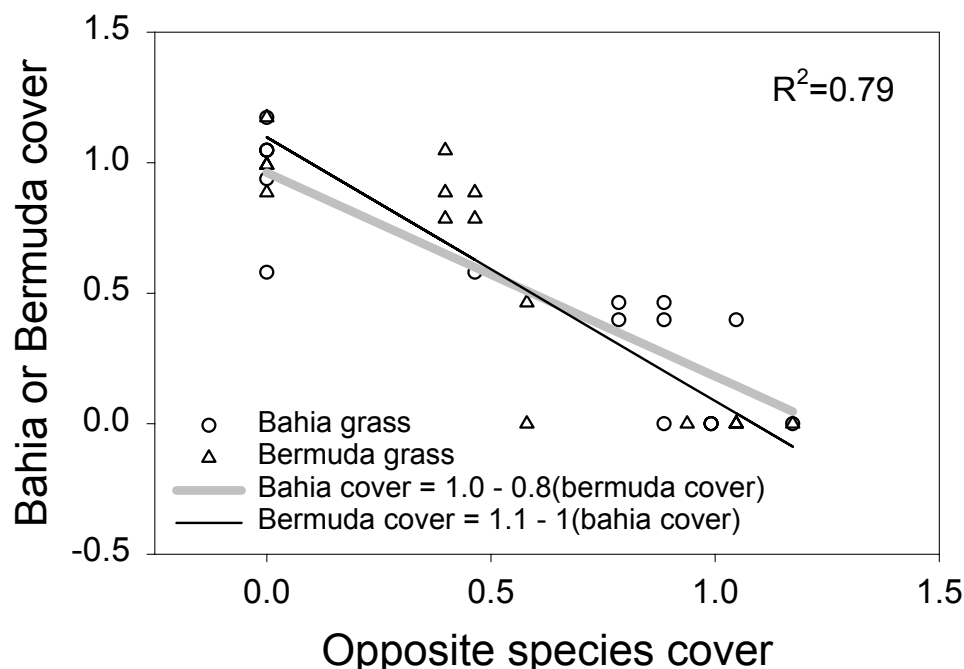 1.5
R²=0.79
1.0
Bahia or Bermuda cover
0.5
0.0
Bahia grass
Bermuda grass
Bahia cover = 1.0 - 0.8(bermuda cover)
Bermuda cover = 1.1 - 1(bahia cover)
-0.5
0.0 0.5 1.0 1.5
Opposite species cover